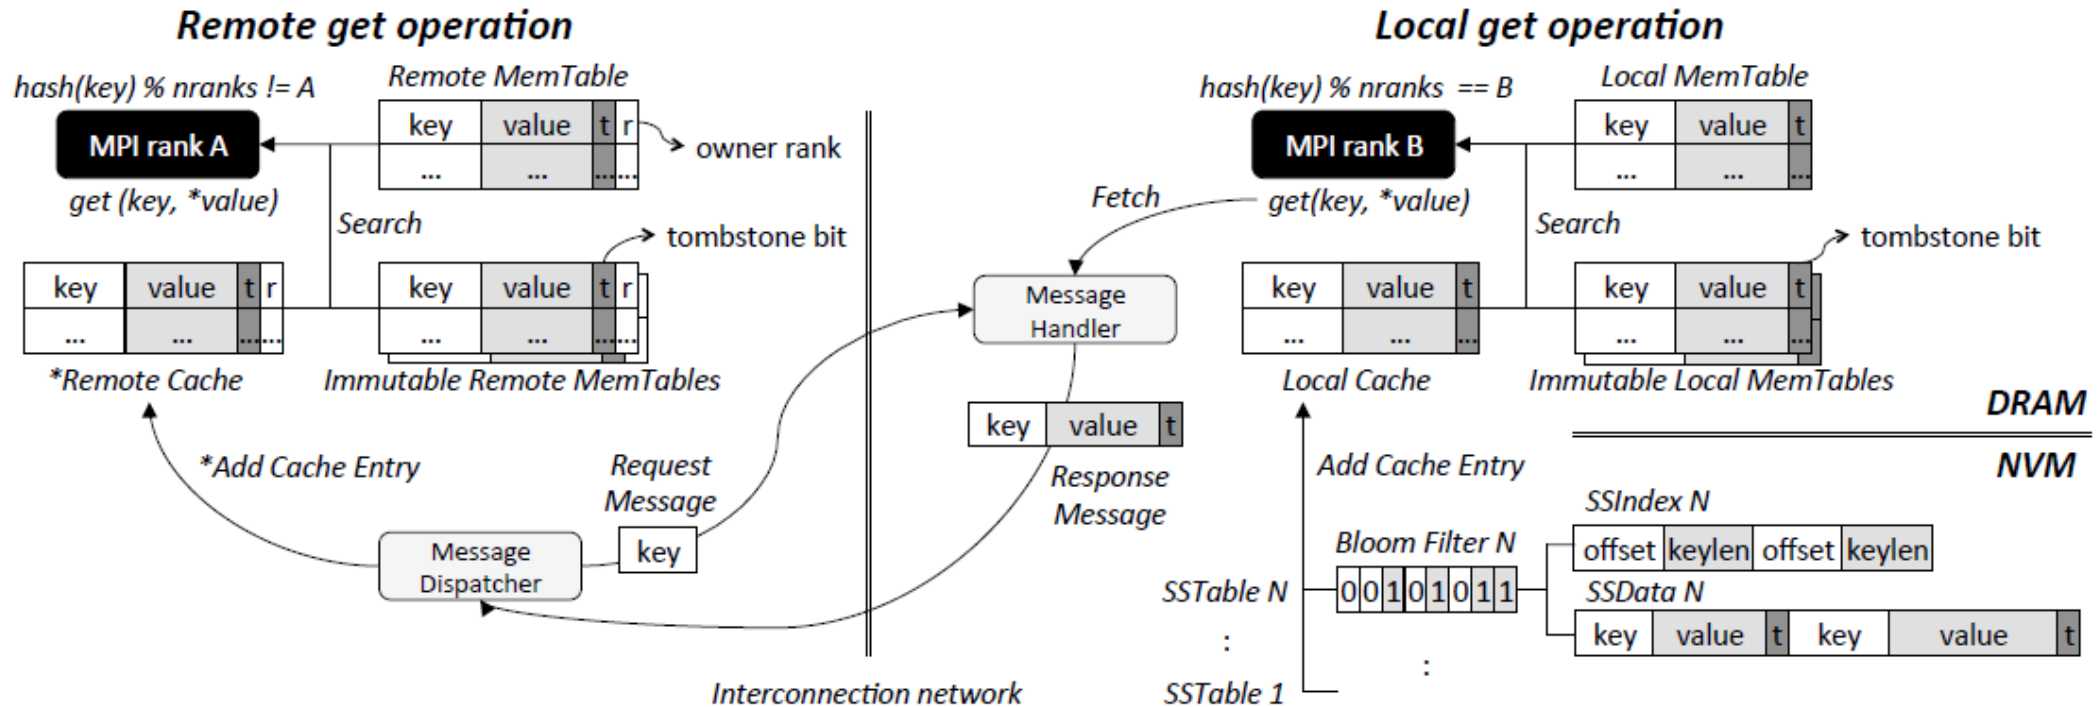 Remote get operation
hash(key) % nranks != A
MPI rank A
get (key, *value)
Remote MemTable
key value t r
... ... ... ...
owner rank
Search
tombstone bit
key value t r
... ... ... ...
*Remote Cache
key value t r
... ... ... ...
Immutable Remote MemTables
*Add Cache Entry
Request
Message
key
Message
Dispatcher
Interconnection network
Fetch
Message
Handler
key value t
Response
Message
Local get operation
hash(key) % nranks == B
MPI rank B
get(key, *value)
Local MemTable
key value t
... ... ...
Search
tombstone bit
key value t
... ... ...
Local Cache
key value t
... ... ...
Immutable Local MemTables
DRAM
NVM
Add Cache Entry
SSTable N
:
SSTable 1
Bloom Filter N
0 0 1 0 1 0 1 1
:
SSIndex N
offset keylen offset keylen
SSData N
key value t key value t